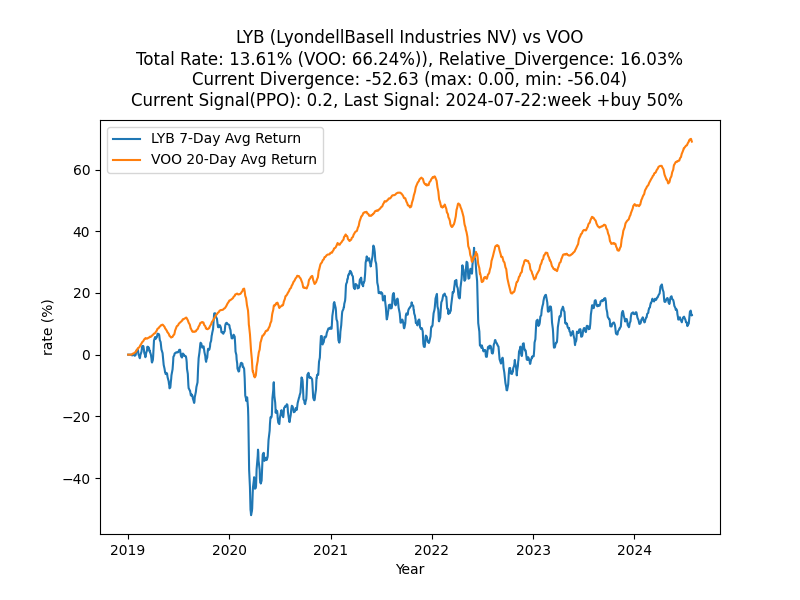 LYB (LyondellBasell Industries NV) vs VOO
Total Rate: 13.61% (VOO: 66.24%)), Relative_Divergence: 16.03%
Current Divergence: -52.63 (max: 0.00, min: -56.04)
Current Signal(PPO): 0.2, Last Signal: 2024-07-22:week +buy 50%
LYB 7-Day Avg Return
VOO 20-Day Avg Return
60
40
20
0
−20
−40
rate (%)
2019
2020
2021
2022
2023
2024
Year